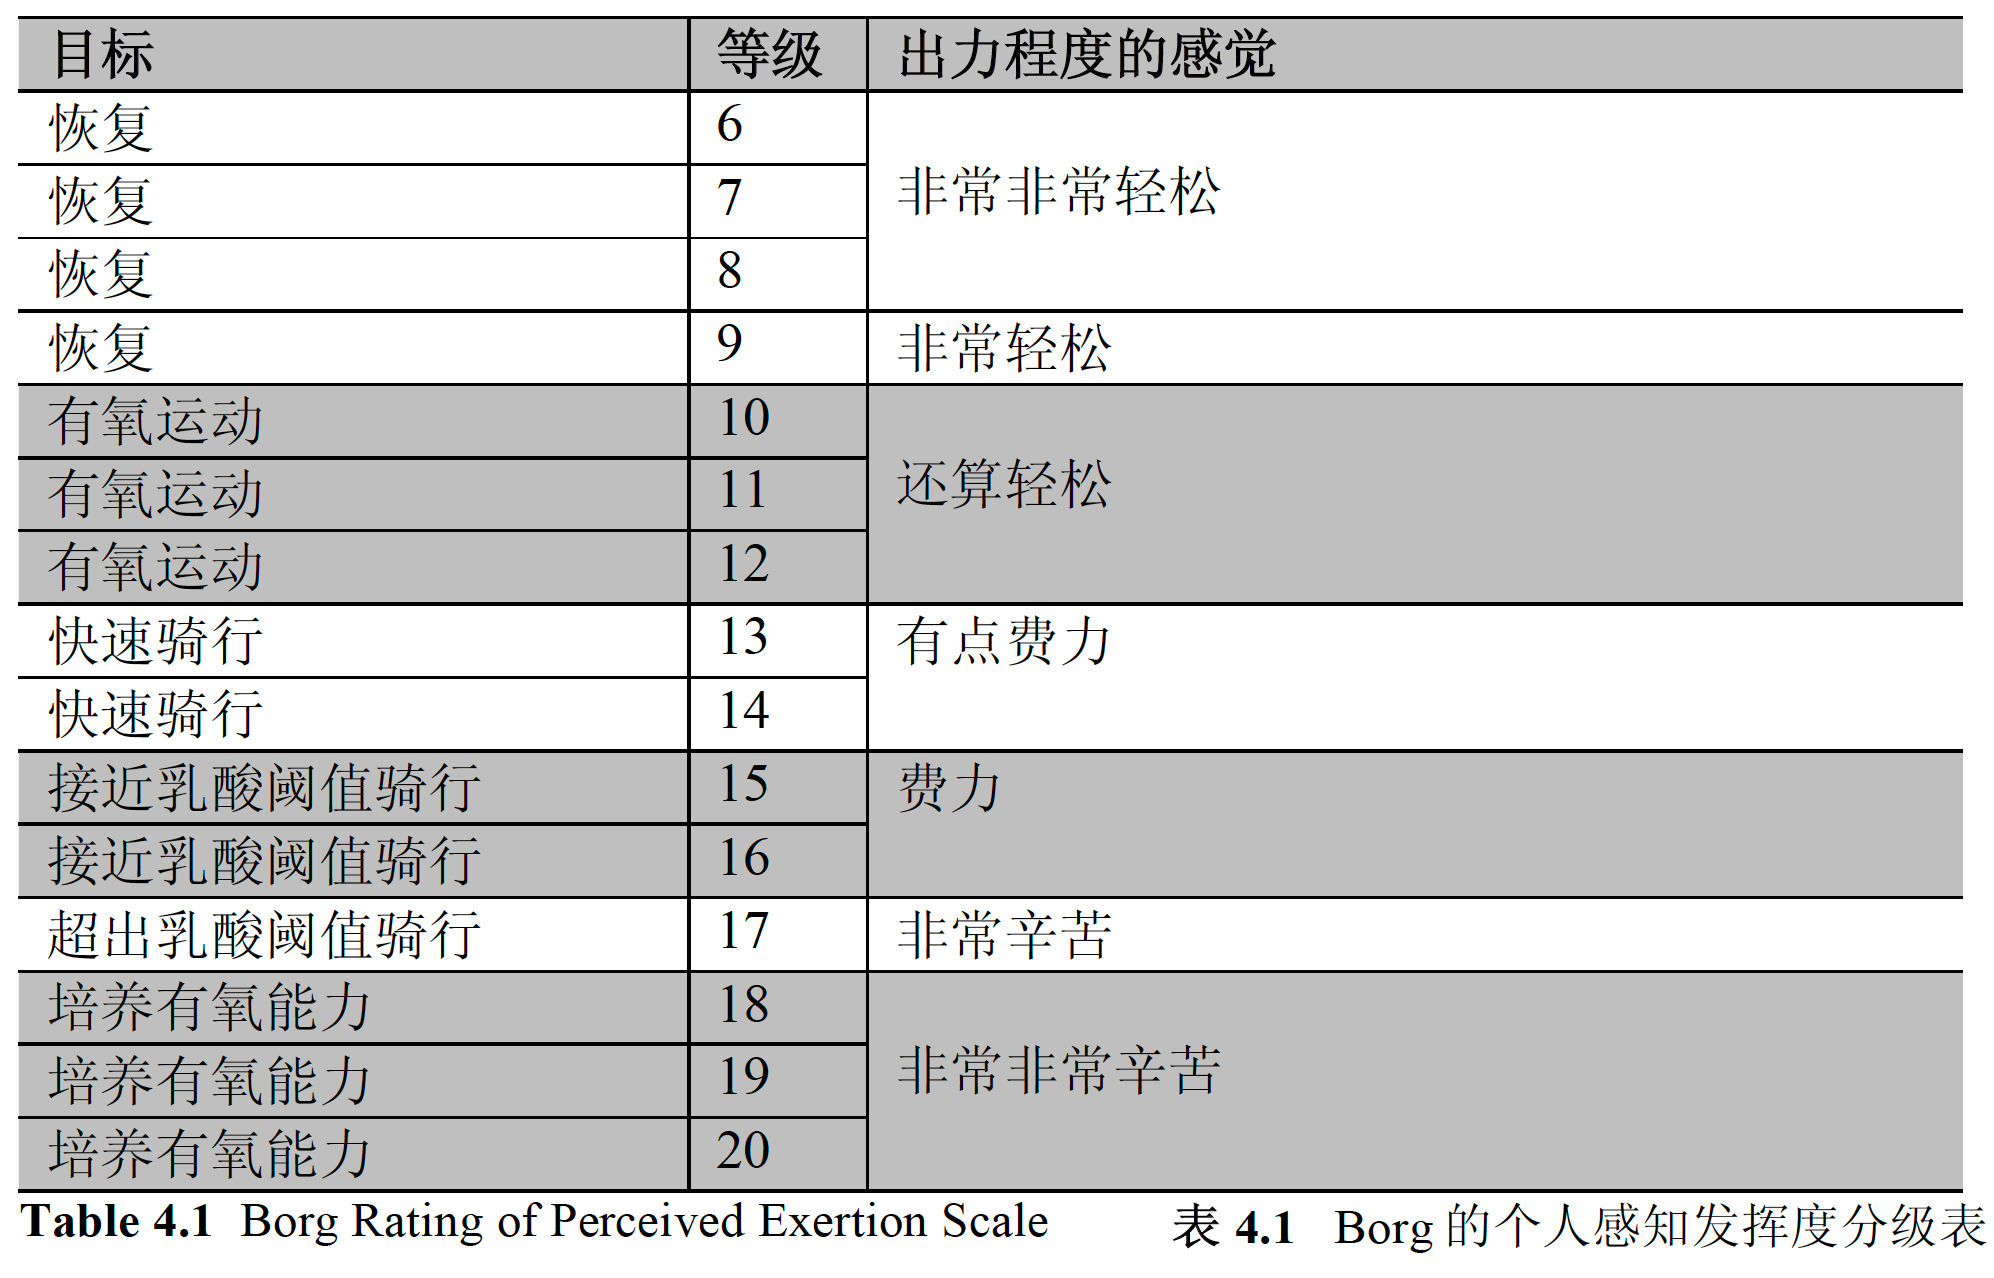 目标 等级 出力程度的感觉
恢复 6
非常非常轻松
恢复 7
恢复 8
恢复 9 非常轻松
有氧运动 10
还算轻松
有氧运动 11
有氧运动 12
快速骑行 13 有点费力
快速骑行 14
接近乳酸阈值骑行 15 费力
接近乳酸阈值骑行 16
超出乳酸阈值骑行 17 非常辛苦
培养有氧能力 18
非常非常辛苦
培养有氧能力 19
培养有氧能力 20
Table 4.1 Borg Rating of Perceived Exertion Scale 表 4.1 Borg 的个人感知发挥度分级表